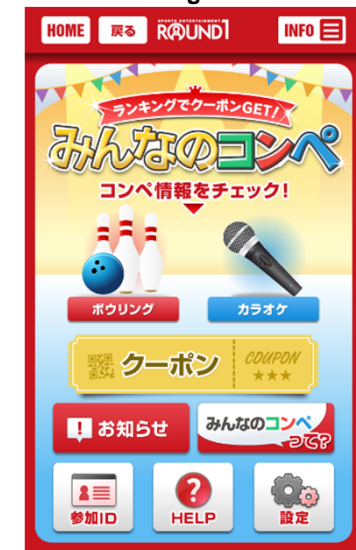 HOME 戻る SPORTS ENTERTAINMENT ROUND1 INFO
ランキングでクーポンGET!
みんなのコンペ
コンペ情報をチェック!
ボウリング カラオケ
クーポン COUPON
! お知らせ みんなのコンペって?
参加ID ? HELP 設定